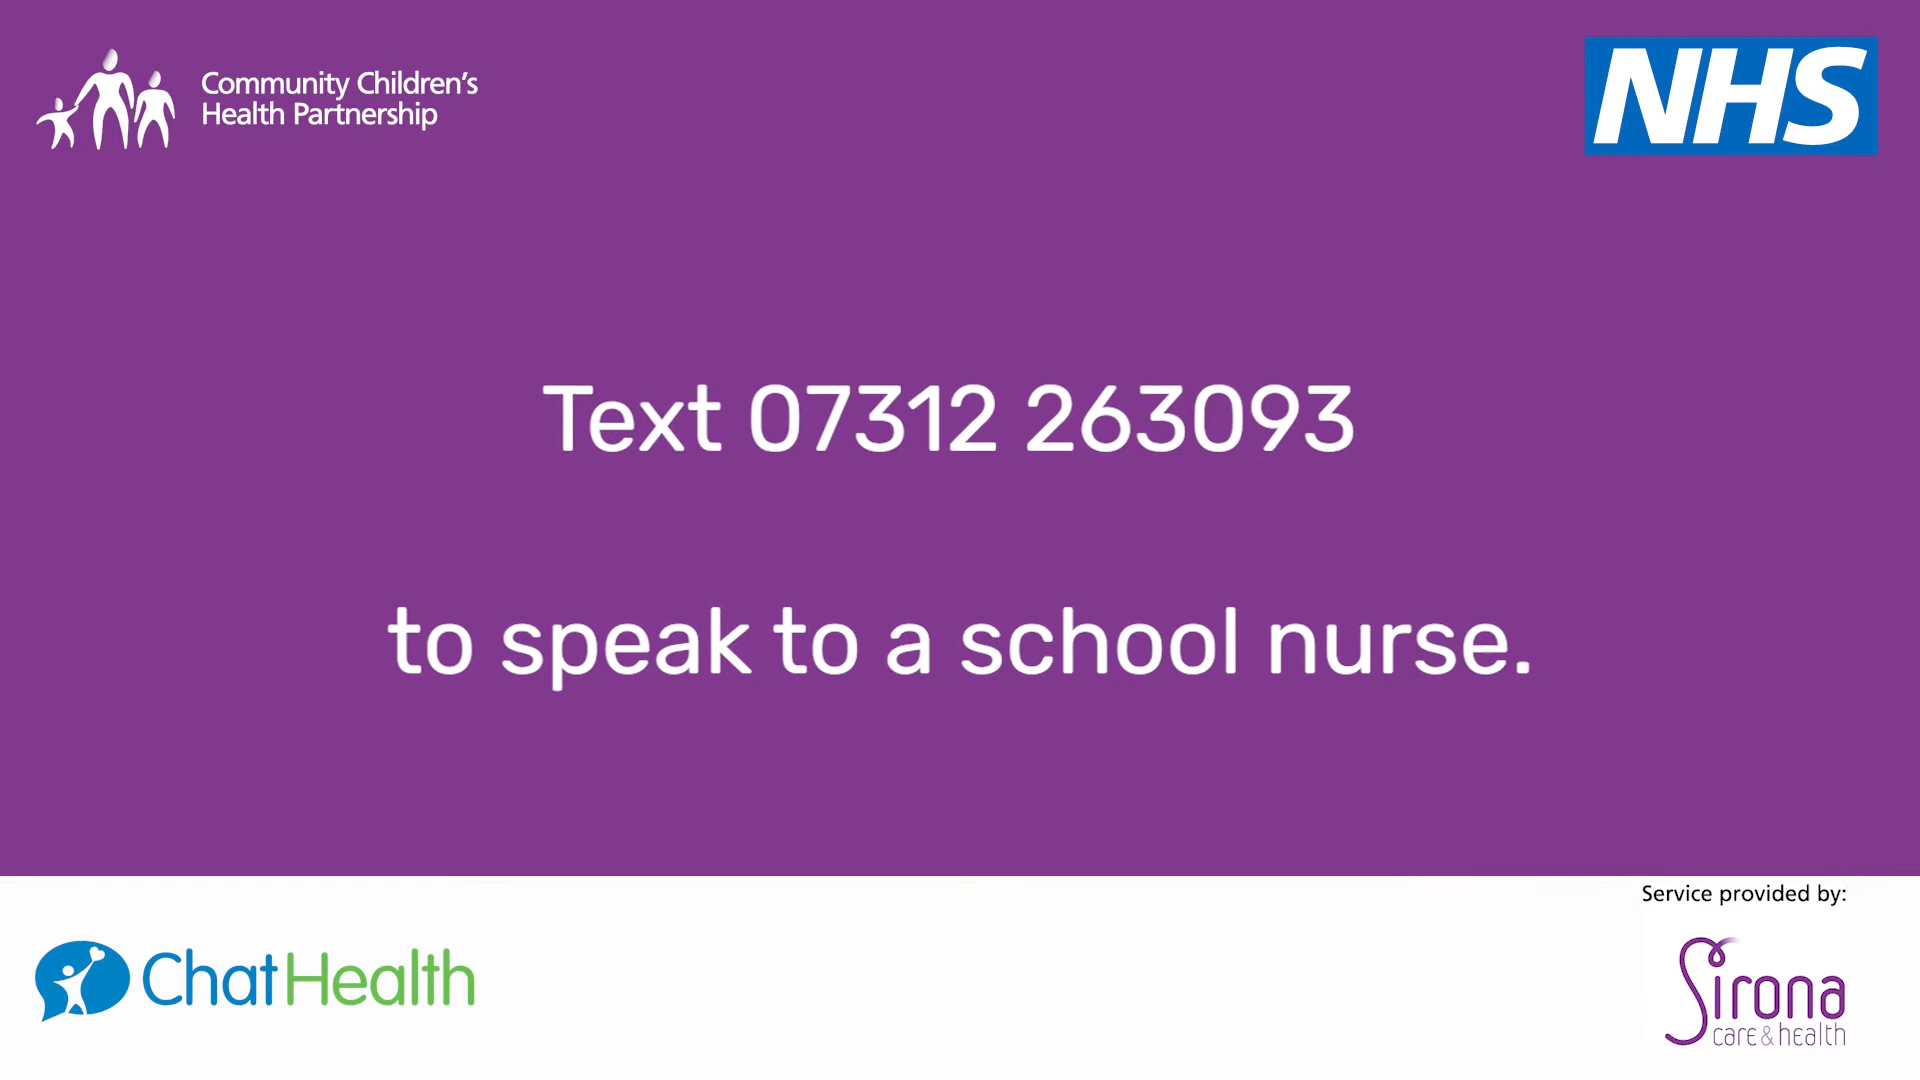 Community Children's
Health Partnership
NHS
Text 07312 263093
to speak to a school nurse.
Service provided by:
ChatHealth
Sirona
care & health